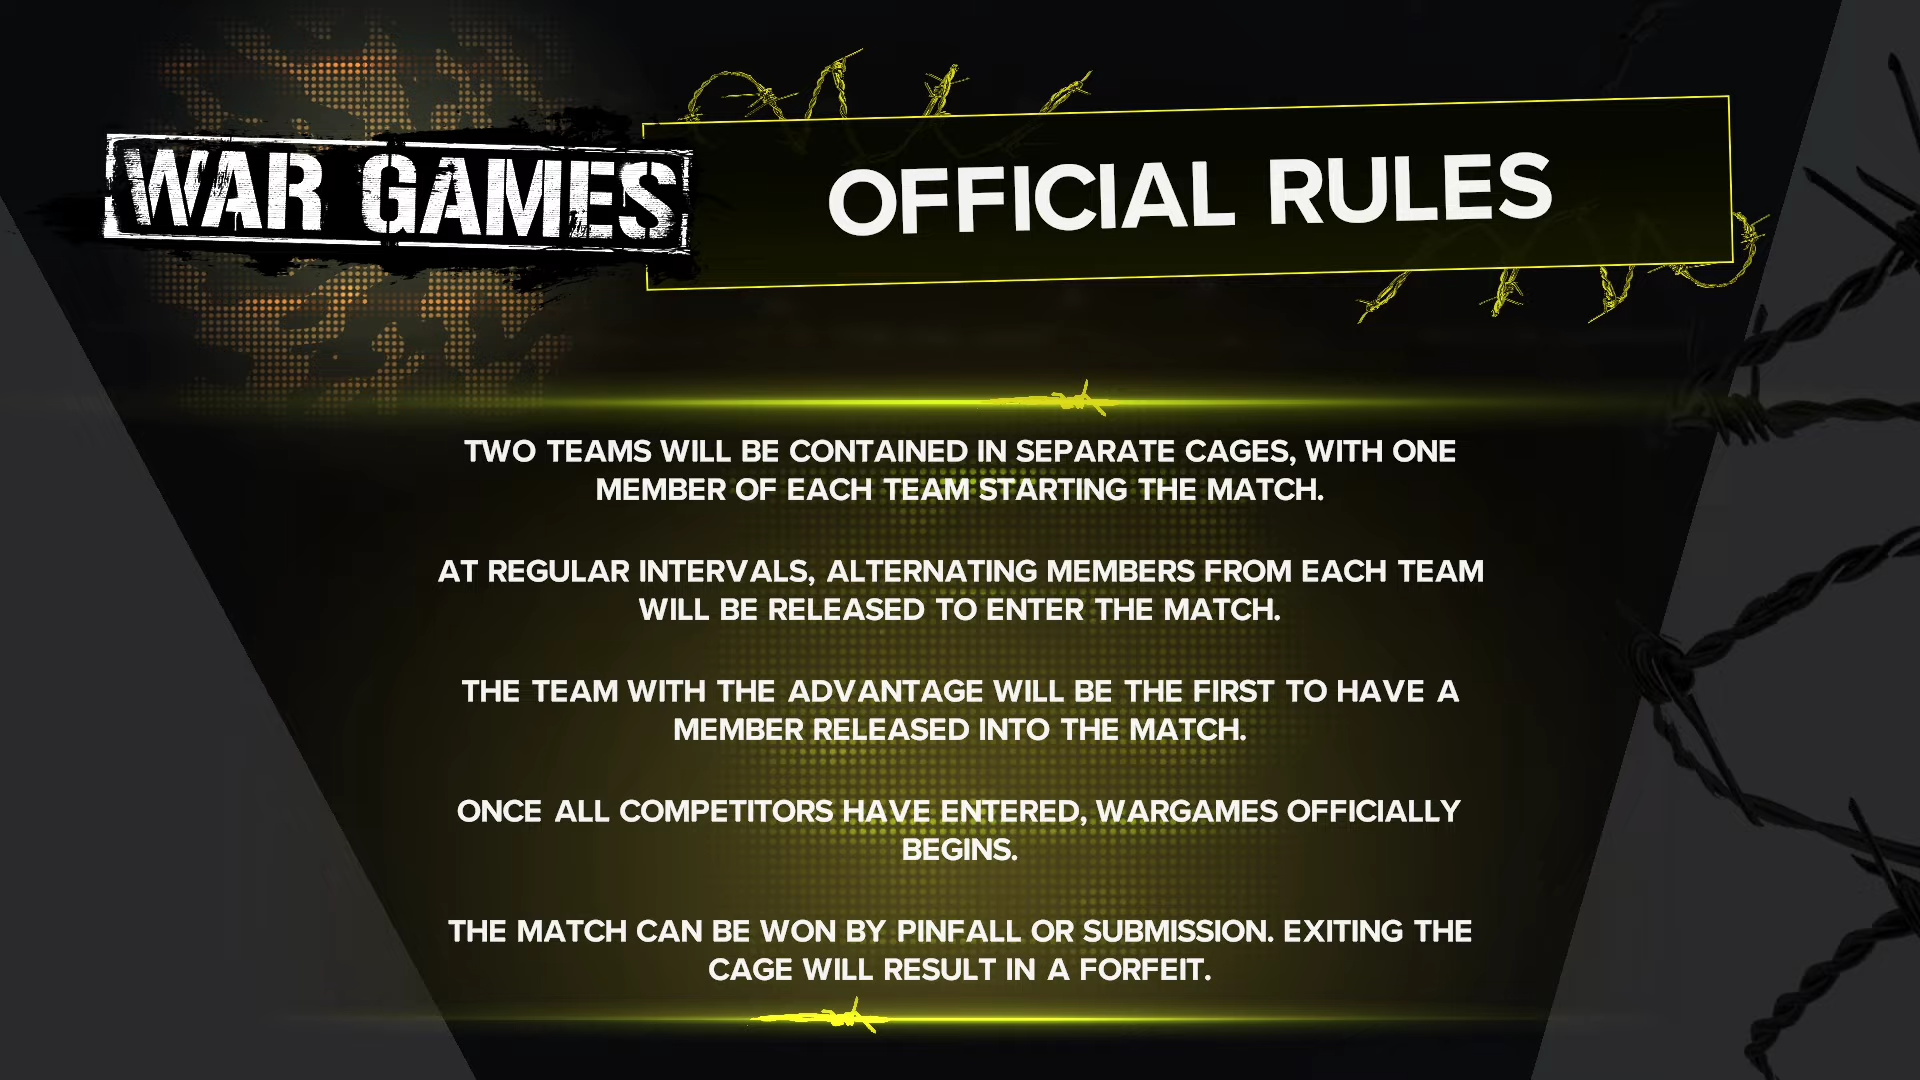 WAR GAMES
OFFICIAL RULES
TWO TEAMS WILL BE CONTAINED IN SEPARATE CAGES, WITH ONE
MEMBER OF EACH TEAM STARTING THE MATCH.
AT REGULAR INTERVALS, ALTERNATING MEMBERS FROM EACH TEAM
WILL BE RELEASED TO ENTER THE MATCH.
THE TEAM WITH THE ADVANTAGE WILL BE THE FIRST TO HAVE A
MEMBER RELEASED INTO THE MATCH.
ONCE ALL COMPETITORS HAVE ENTERED, WARGAMES OFFICIALLY
BEGINS.
THE MATCH CAN BE WON BY PINFALL OR SUBMISSION. EXITING THE
CAGE WILL RESULT IN A FORFEIT.